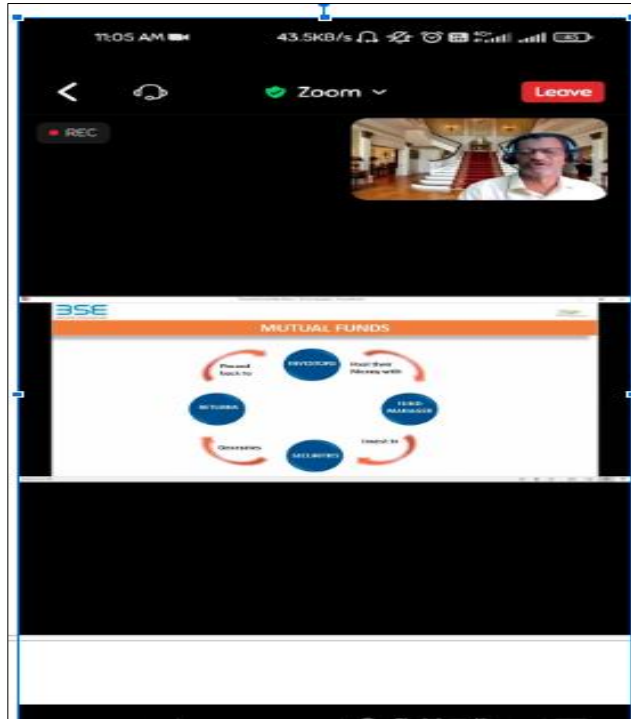 11:05 AM
43.5KB/s
45
Zoom
Leave
REC
BSE
MUTUAL FUNDS
INVESTORS
Passed back to
Pool their Money with
RETURNS
FUND MANAGER
Generates
Invest in
SECURITIES